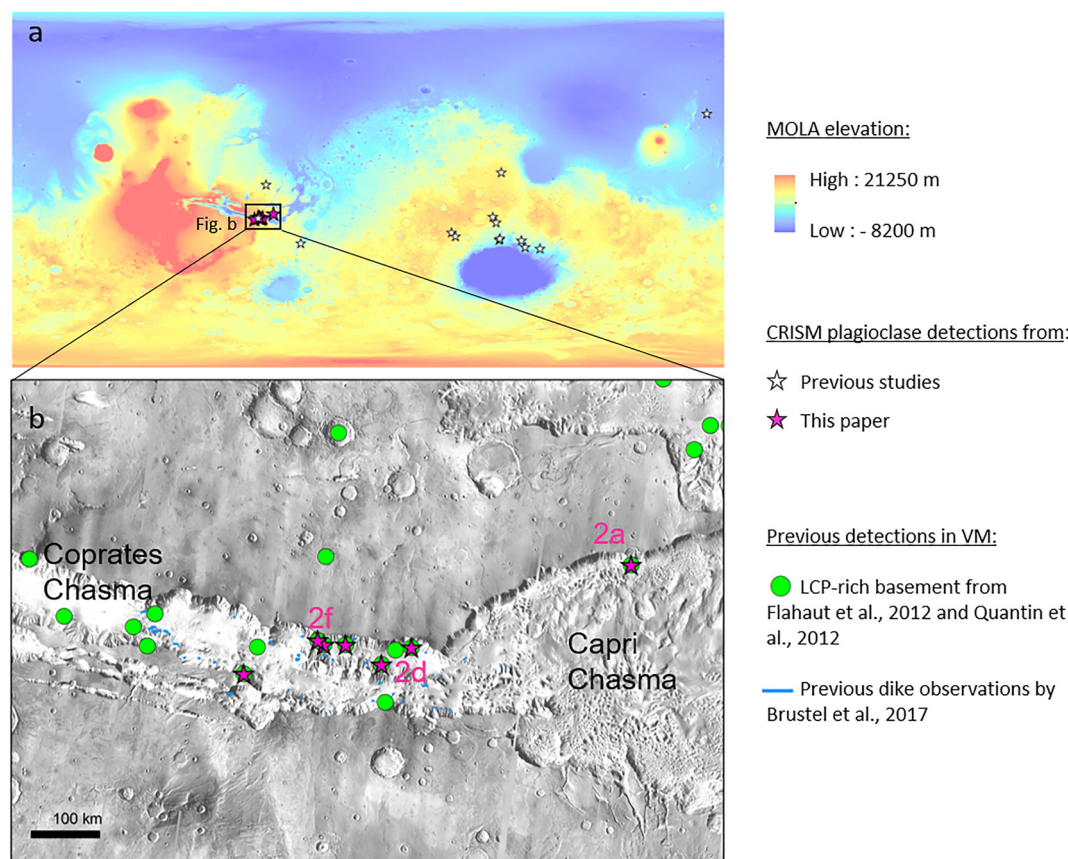 a
Fig. b
MOLA elevation:
High : 21250 m
Low : - 8200 m
CRISM plagioclase detections from:
Previous studies
This paper
Previous detections in VM:
LCP-rich basement from
Flahaut et al., 2012 and Quantin et
al., 2012
Previous dike observations by
Brustel et al., 2017
b
2a
Coprates
Chasma
2f
2d
Capri
Chasma
100 km